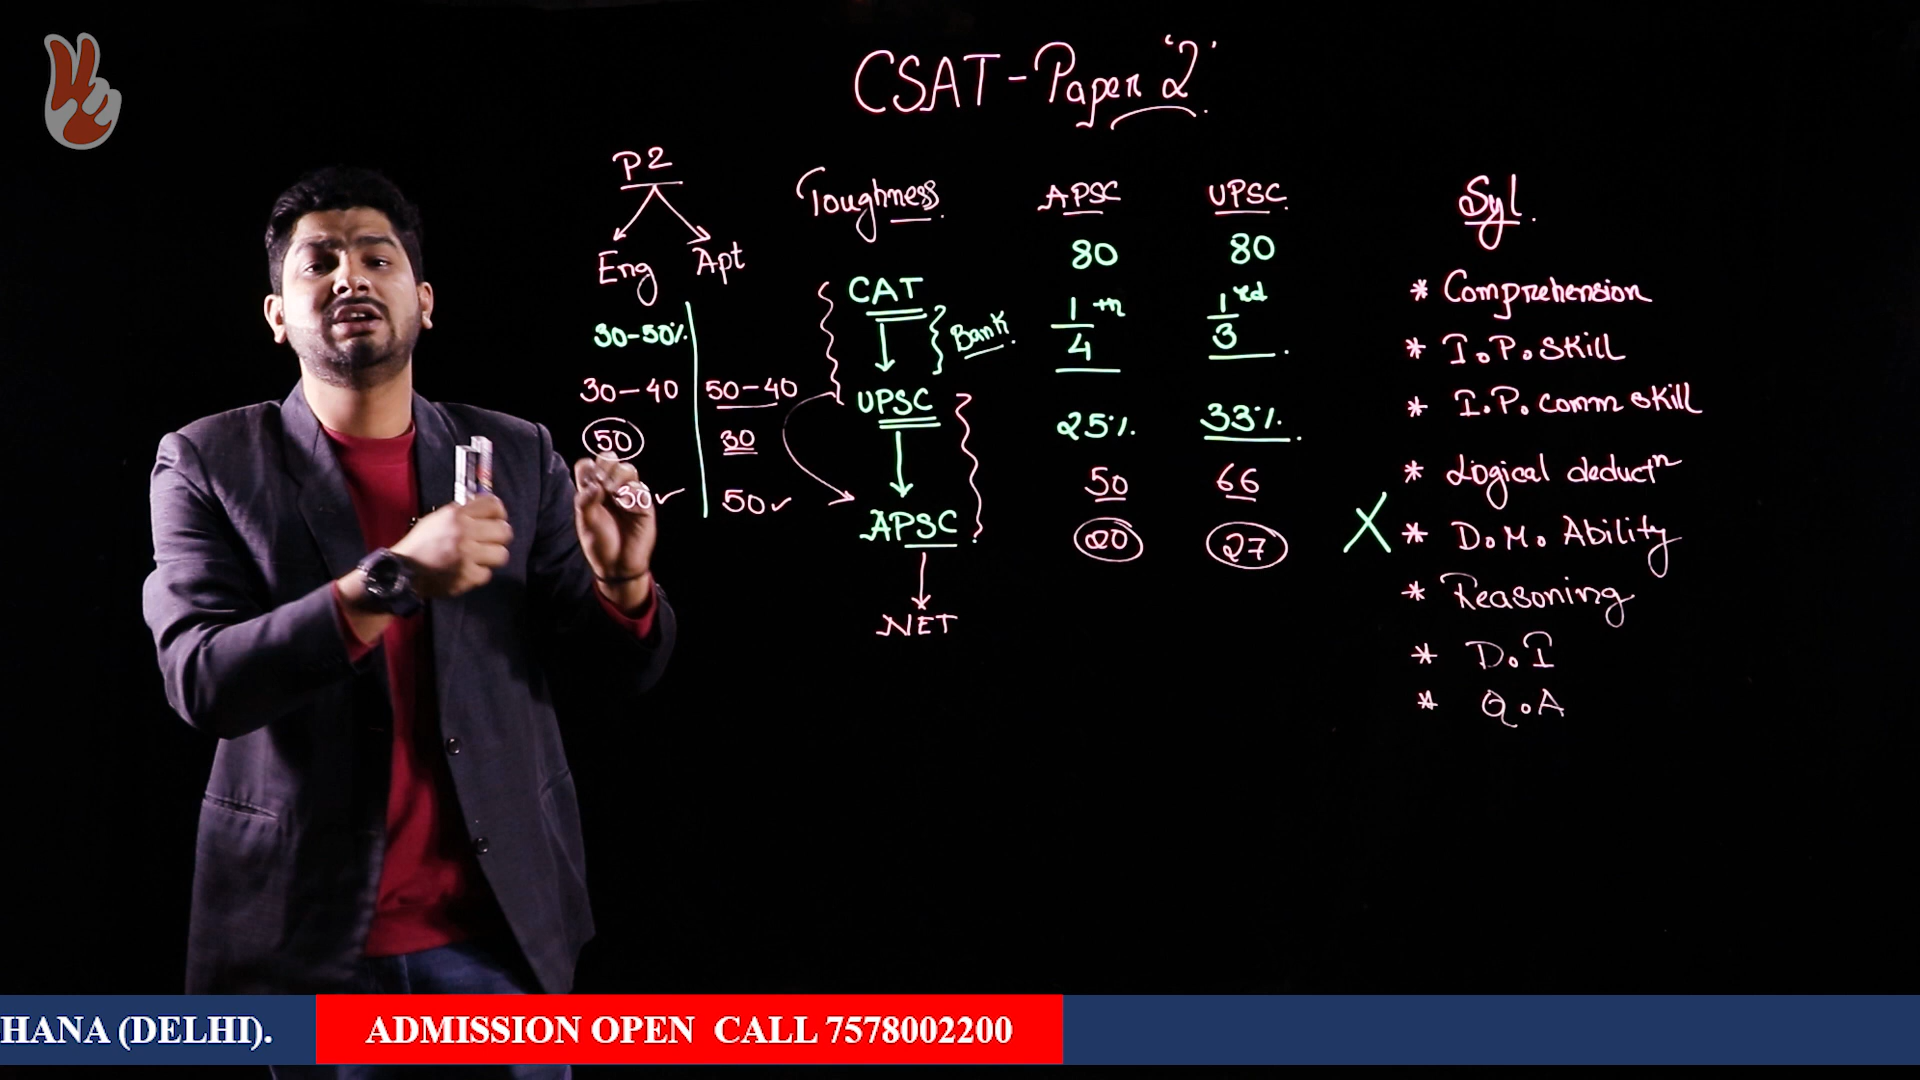 CSAT - Paper '2'.
P2
Eng Apt
30-50%
30-40 50-40
50 30
30✓ 50✓
Toughness
CAT
Bank
UPSC
APSC
NET
APSC UPSC
80 80
1/4 th 1/3 rd
25% 33%
50 66
20 27
Syl.
* Comprehension
* I.P. Skill
* I.P. Comm skill
* Logical deductn
X * D.M. Ability
* Reasoning
* D.I
* Q.A
HANA (DELHI). ADMISSION OPEN CALL 7578002200